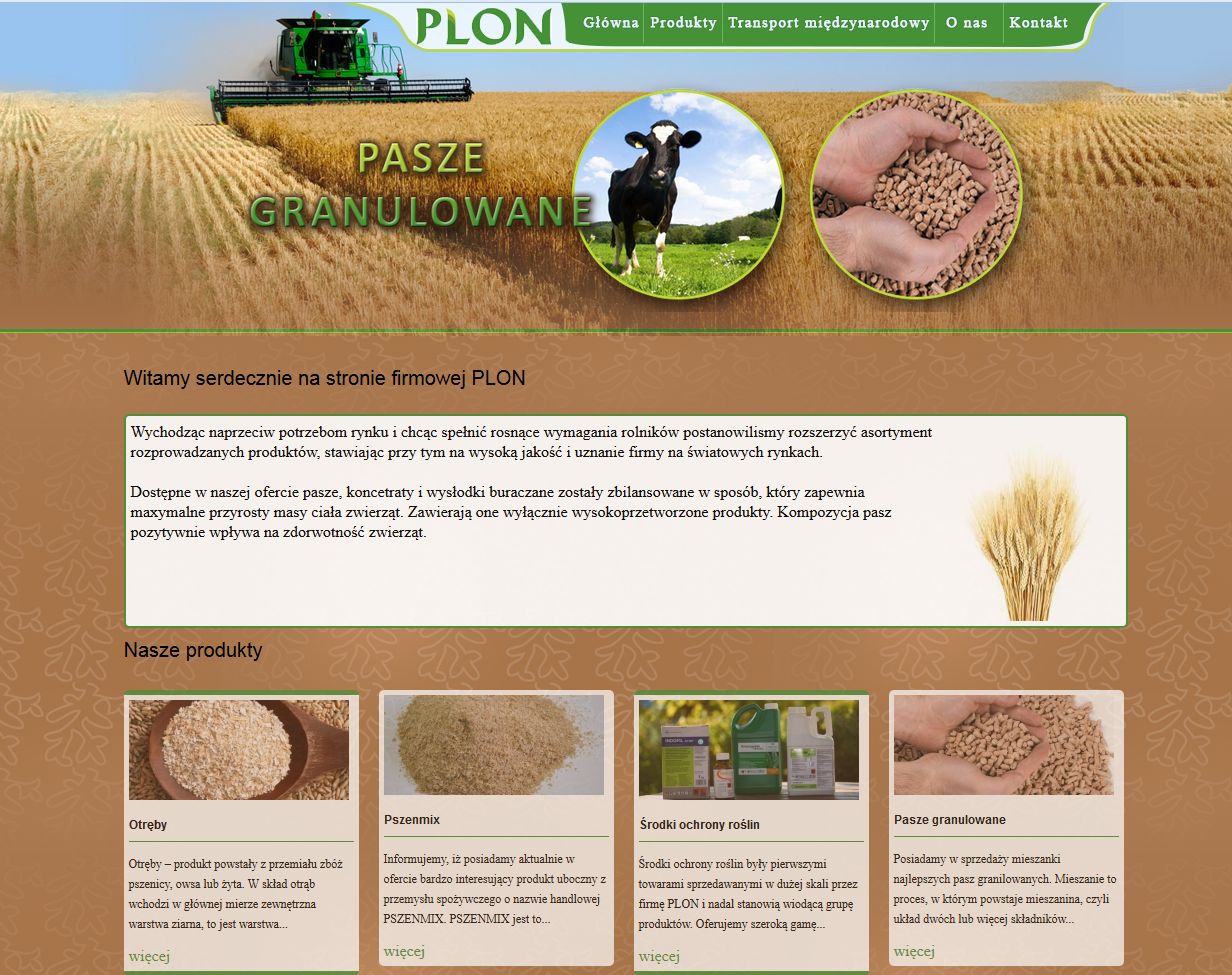 PLON
Główna
Produkty
Transport międzynarodowy
O nas
Kontakt
PASZE
GRANULOWANE
Witamy serdecznie na stronie firmowej PLON
Wychodząc naprzeciw potrzebom rynku i chcąc spełnić rosnące wymagania rolników postanowilismy rozszerzyć asortyment
rozprowadzanych produktów, stawiając przy tym na wysoką jakość i uznanie firmy na światowych rynkach.
Dostępne w naszej ofercie pasze, koncetraty i wysłodki buraczane zostały zbilansowane w sposób, który zapewnia
maxymalne przyrosty masy ciała zwierząt. Zawierają one wyłącznie wysokoprzetworzone produkty. Kompozycja pasz
pozytywnie wpływa na zdorwotność zwierząt.
Nasze produkty
Otręby
Otręby – produkt powstały z przemiału zbóż
pszenicy, owsa lub żyta. W skład otrąb
wchodzi w głównej mierze zewnętrzna
warstwa ziarna, to jest warstwa...
więcej
Pszenmix
Informujemy, iż posiadamy aktualnie w
ofercie bardzo interesujący produkt uboczny z
przemysłu spożywczego o nazwie handlowej
PSZENMIX. PSZENMIX jest to...
więcej
Środki ochrony roślin
Środki ochrony roślin były pierwszymi
towarami sprzedawanymi w dużej skali przez
firmę PLON i nadal stanowią wiodącą grupę
produktów. Oferujemy szeroką gamę...
więcej
Pasze granulowane
Posiadamy w sprzedaży mieszanki
najlepszych pasz granilowanych. Mieszanie to
proces, w którym powstaje mieszanina, czyli
układ dwóch lub więcej składników...
więcej